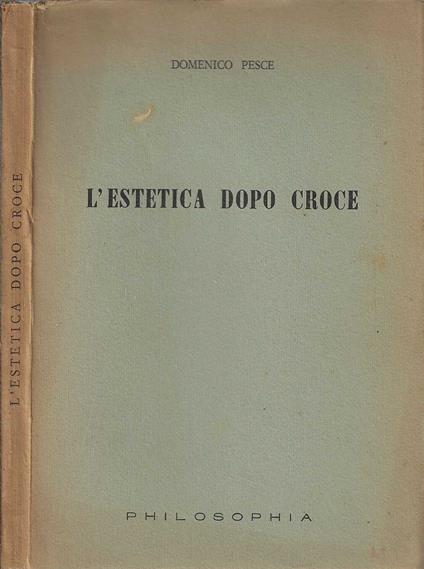 DOMENICO PESCE
L'ESTETICA DOPO CROCE
PHILOSOPHIA
L'ESTETICA DOPO CROCE